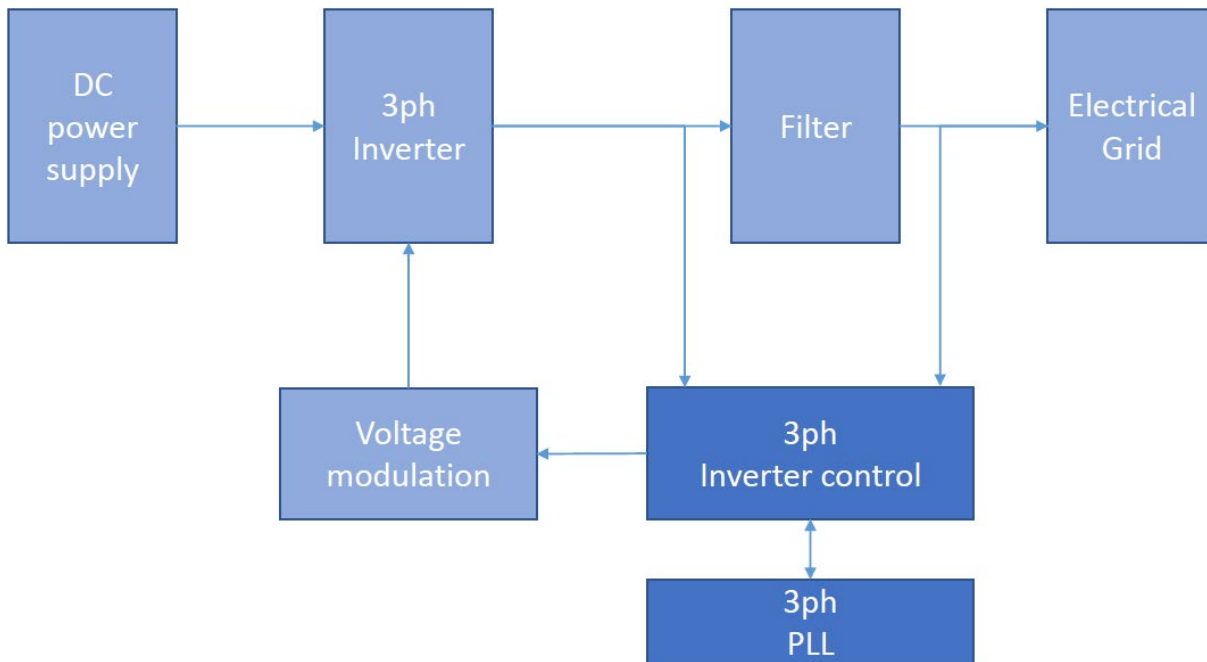 DC
power
supply
3ph
Inverter
Filter
Electrical
Grid
Voltage
modulation
3ph
Inverter control
3ph
PLL